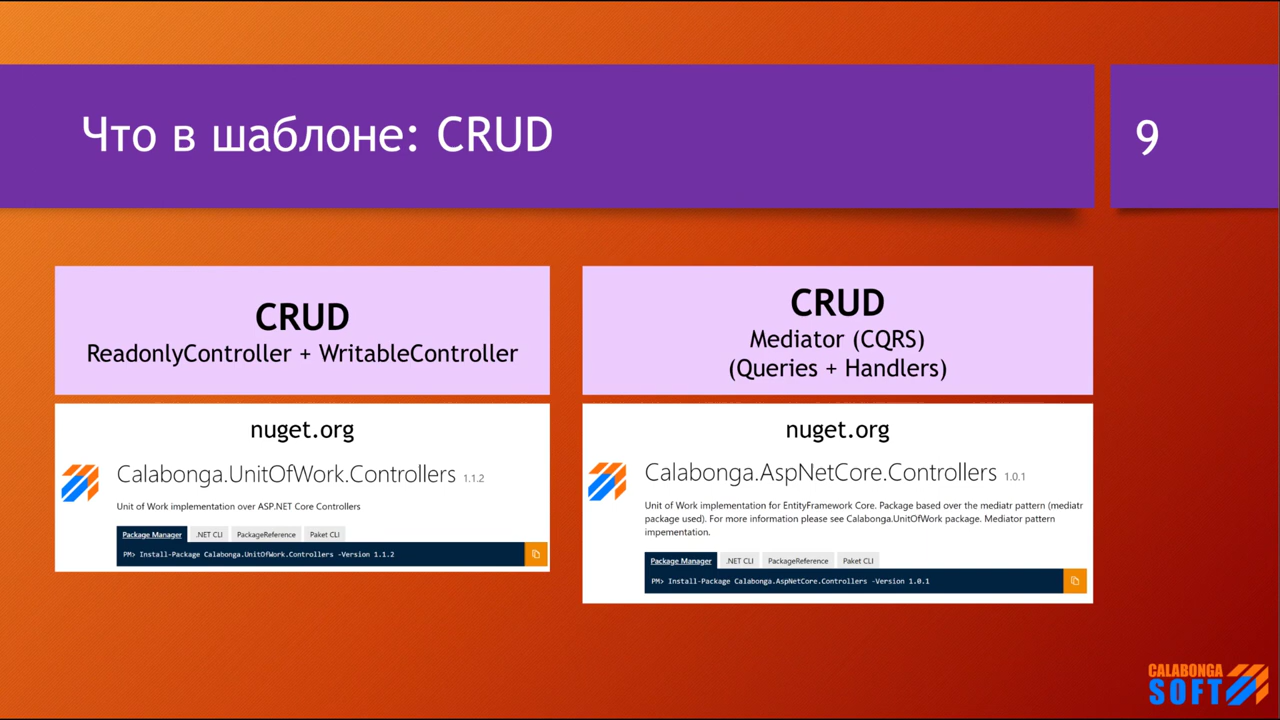 Что в шаблоне: CRUD
9
CRUD
ReadonlyController + WritableController
nuget.org
Calabonga.UnitOfWork.Controllers 1.1.2
Unit of Work implementation over ASP.NET Core Controllers
Package Manager .NET CLI PackageReference Paket CLI
PM> Install-Package Calabonga.UnitOfWork.Controllers -Version 1.1.2
CRUD
Mediator (CQRS)
(Queries + Handlers)
nuget.org
Calabonga.AspNetCore.Controllers 1.0.1
Unit of Work implementation for EntityFramework Core. Package based over the mediatr pattern (mediatr
package used). For more information please see Calabonga.UnitOfWork package. Mediator pattern
impementation.
Package Manager .NET CLI PackageReference Paket CLI
PM> Install-Package Calabonga.AspNetCore.Controllers -Version 1.0.1
CALABONGA
SOFT